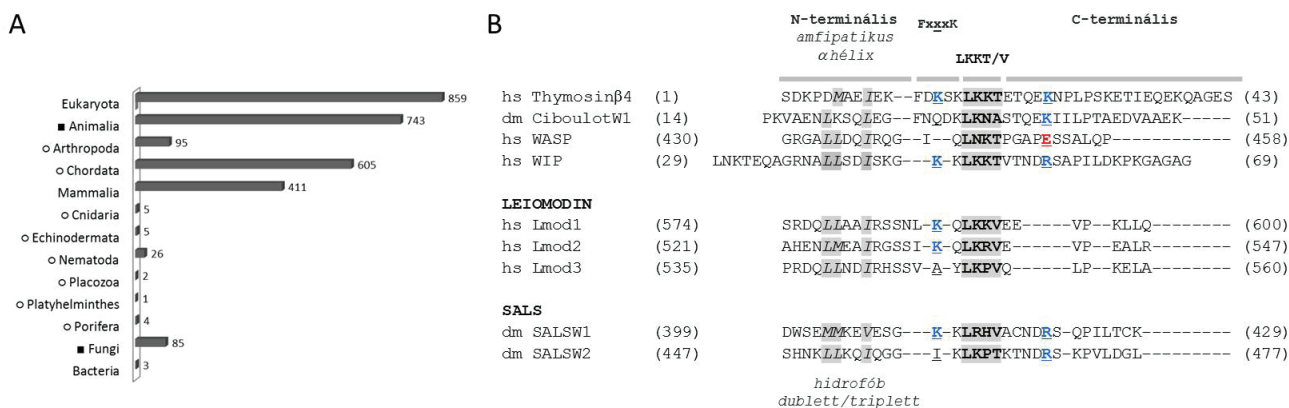 A
Eukaryota 859
■ Animalia 743
○ Arthropoda 95
○ Chordata 605
Mammalia 411
○ Cnidaria 5
○ Echinodermata 5
○ Nematoda 26
○ Placozoa 2
○ Platyhelminthes 1
○ Porifera 4
■ Fungi 85
Bacteria 3
B
N-terminális FxxxK C-terminális
amfipatikus
α hélix
LKKT/V
hs Thymosinβ4 (1) SDKPDMAEIEK--FDKSKLKKTETQEKNPLPSKETIEQEKQAGES (43)
dm CiboulotW1 (14) PKVAENLKSQLEG--FNQDKLKNASTQEKIILPTAEDVAAEK----- (51)
hs WASP (430) GRGALLDQIRQG--I--QLNKTPGAPESSALQP---------- (458)
hs WIP (29) LNKTEQAGRNALLSDISKG---K-KLKKTVTNDRSAPILDKPKGAGAG (69)
LEIOMODIN
hs Lmod1 (574) SRDQLLAAIRSSNL-K-QLKKVEE-----VP--KLLQ-------- (600)
hs Lmod2 (521) AHENLMEAIRGSSI-K-QLKRVE------VP--EALR-------- (547)
hs Lmod3 (535) PRDQLLNDIRHSSV-A-YLKPVQ------LP--KELA-------- (560)
SALS
dm SALSW1 (399) DWSEMMKEVESG---K-KLRHVACNDRS-QPILTCK--------- (429)
dm SALSW2 (447) SHNKLLKQIQGG---I-KLKPTKTNDRS-KPVLDGL--------- (477)
hidrofób
dublett/triplett